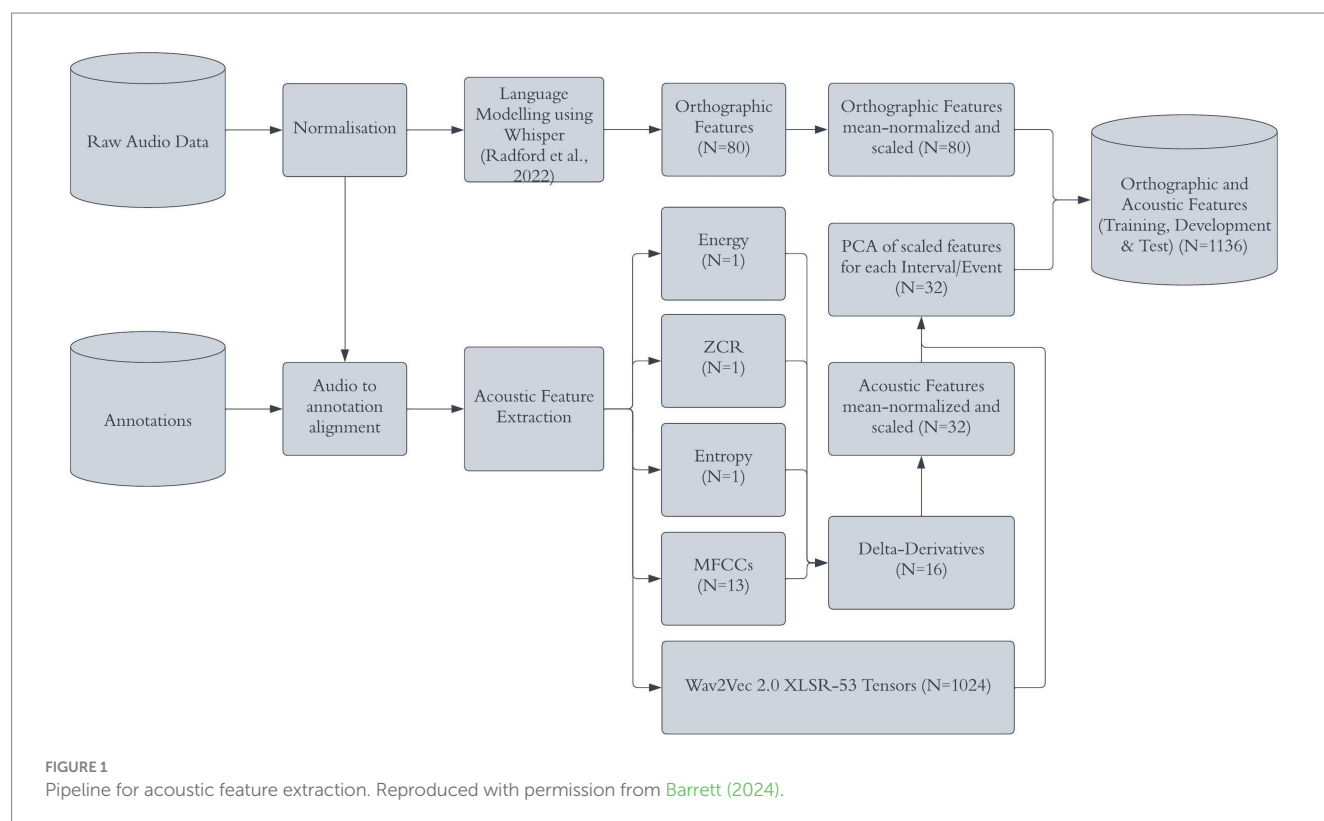 Raw Audio Data
Normalisation
Language
Modelling using
Whisper
(Radford et al.,
2022)
Orthographic
Features
(N=80)
Orthographic Features
mean-normalized and
scaled (N=80)
Orthographic and
Acoustic Features
(Training, Development
& Test) (N=1136)
Energy
(N=1)
PCA of scaled features
for each Interval/Event
(N=32)
ZCR
(N=1)
Annotations
Audio to
annotation
alignment
Acoustic Feature
Extraction
Acoustic Features
mean-normalized and
scaled (N=32)
Entropy
(N=1)
MFCCs
(N=13)
Delta-Derivatives
(N=16)
Wav2Vec 2.0 XLSR-53 Tensors (N=1024)
FIGURE 1
Pipeline for acoustic feature extraction. Reproduced with permission from Barrett (2024).